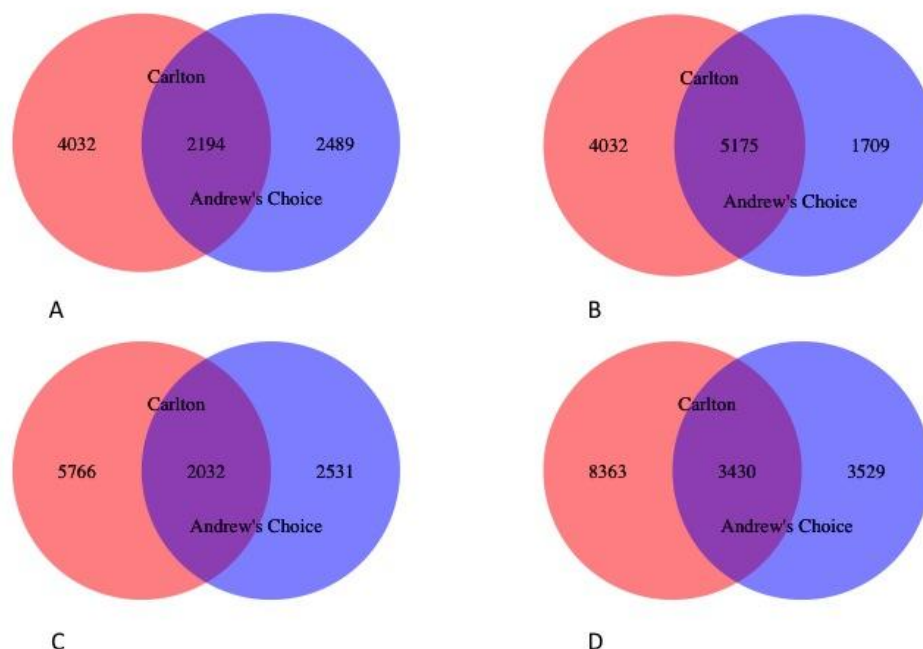 Carlton
4032 2194 2489
Andrew's Choice
A
Carlton
4032 5175 1709
Andrew's Choice
B
Carlton
5766 2032 2531
Andrew's Choice
C
Carlton
8363 3430 3529
Andrew's Choice
D